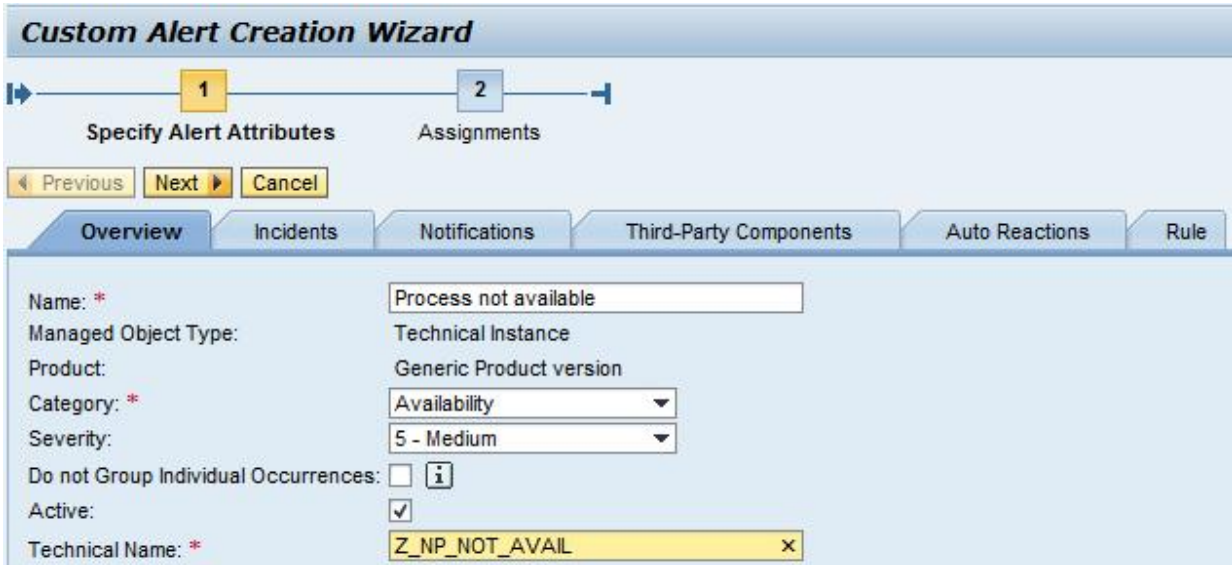 Custom Alert Creation Wizard
1 2
Specify Alert Attributes Assignments
Previous Next Cancel
Overview Incidents Notifications Third-Party Components Auto Reactions Rule
Name: * Process not available
Managed Object Type: Technical Instance
Product: Generic Product version
Category: * Availability
Severity: 5 - Medium
Do not Group Individual Occurrences: i
Active:
Technical Name: * Z_NP_NOT_AVAIL